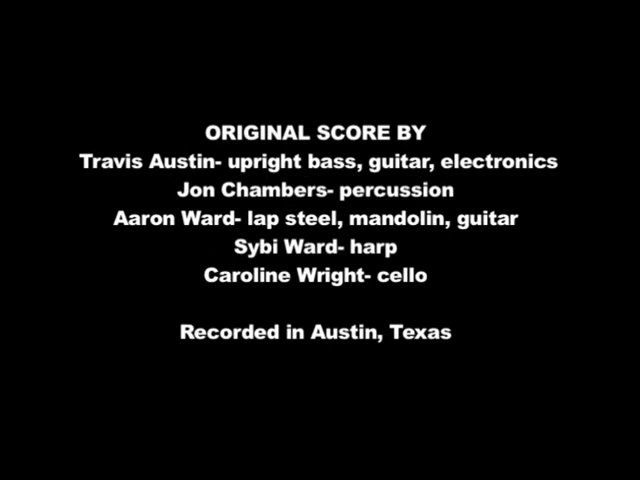 ORIGINAL SCORE BY
Travis Austin- upright bass, guitar, electronics
Jon Chambers- percussion
Aaron Ward- lap steel, mandolin, guitar
Sybi Ward- harp
Caroline Wright- cello
Recorded in Austin, Texas